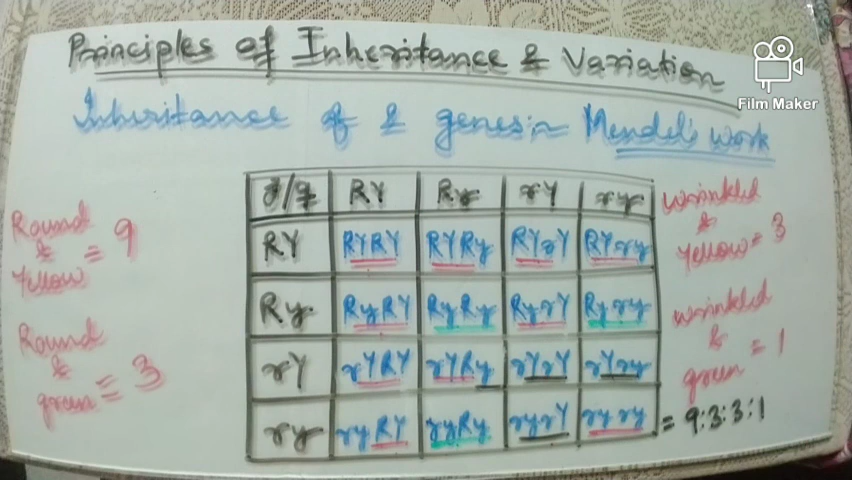 Principles of Inheritance & Variation
Film Maker
Inheritance of 2 genes in Mendel's work
♂/♀ RY Ry rY ry
RY RYRY RYRy RYrY RYry
Ry RyRY RyRy RyrY Ryry
rY rYRY rYRy rYrY rYry
ry ryRY ryRy ryrY ryry
Round
&
Yellow = 9
Round
&
green = 3
wrinkled
&
yellow = 3
wrinkled
&
green = 1
= 9:3:3:1